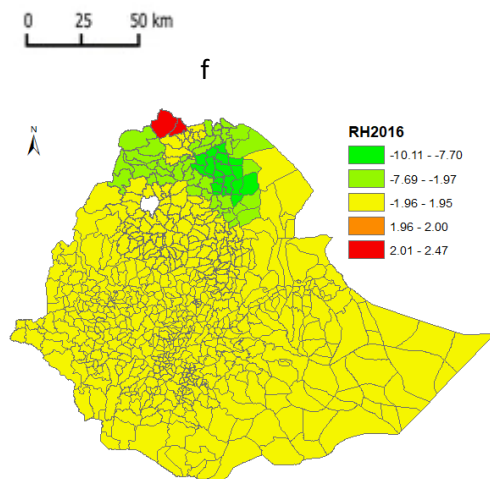 0 25 50 km
f
N
RH2016
-10.11 - -7.70
-7.69 - -1.97
-1.96 - 1.95
1.96 - 2.00
2.01 - 2.47